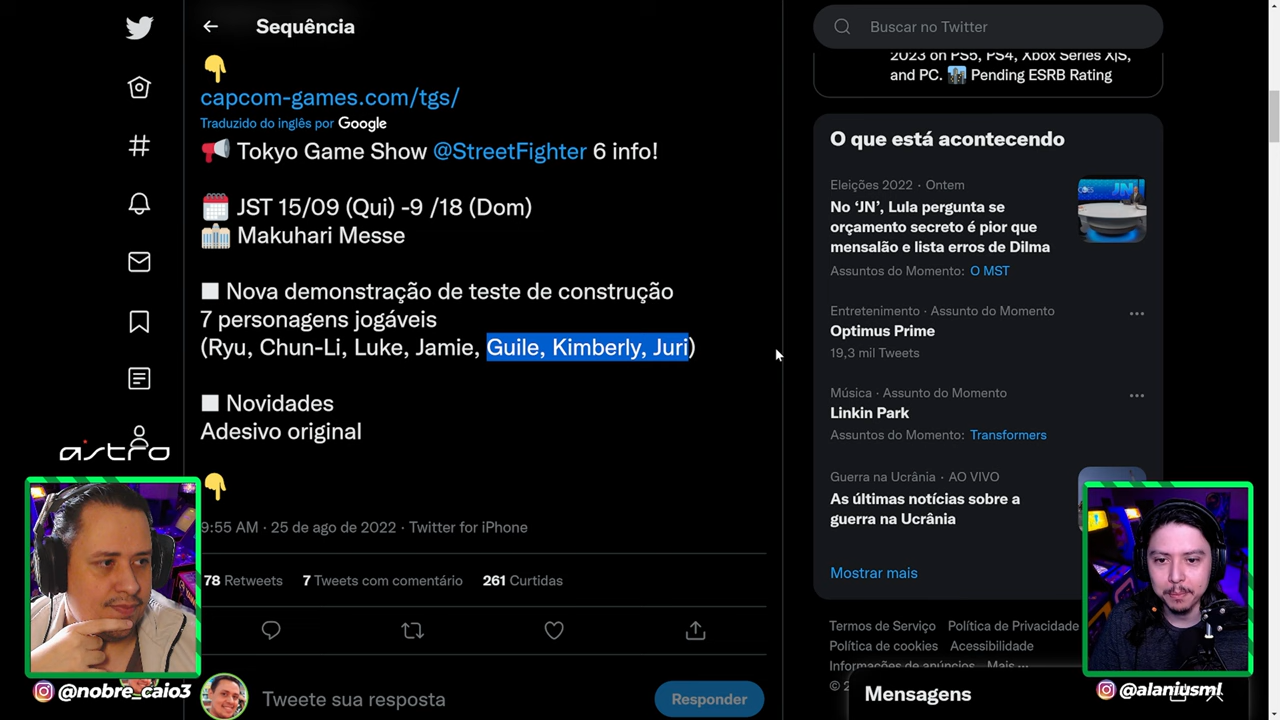 Sequência
capcom-games.com/tgs/
Traduzido do inglês por Google
Tokyo Game Show @StreetFighter 6 info!
JST 15/09 (Qui) -9 /18 (Dom)
Makuhari Messe
Nova demonstração de teste de construção
7 personagens jogáveis
(Ryu, Chun-Li, Luke, Jamie, Guile, Kimberly, Juri)
Novidades
Adesivo original
9:55 AM · 25 de ago de 2022 · Twitter for iPhone
78 Retweets 7 Tweets com comentário 261 Curtidas
Tweete sua resposta
Responder
Buscar no Twitter
2023 on PS5, PS4, Xbox Series X|S,
and PC. Pending ESRB Rating
O que está acontecendo
Eleições 2022 · Ontem
No ‘JN’, Lula pergunta se
orçamento secreto é pior que
mensalão e lista erros de Dilma
Assuntos do Momento: O MST
Entretenimento · Assunto do Momento
Optimus Prime
19,3 mil Tweets
Música · Assunto do Momento
Linkin Park
Assuntos do Momento: Transformers
Guerra na Ucrânia · AO VIVO
As últimas notícias sobre a
guerra na Ucrânia
Mostrar mais
Termos de Serviço Política de Privacidade
Política de cookies Acessibilidade
Informações de anúncios Mais ...
©
Mensagens
astro
@nobre_caio3
@alaniusml